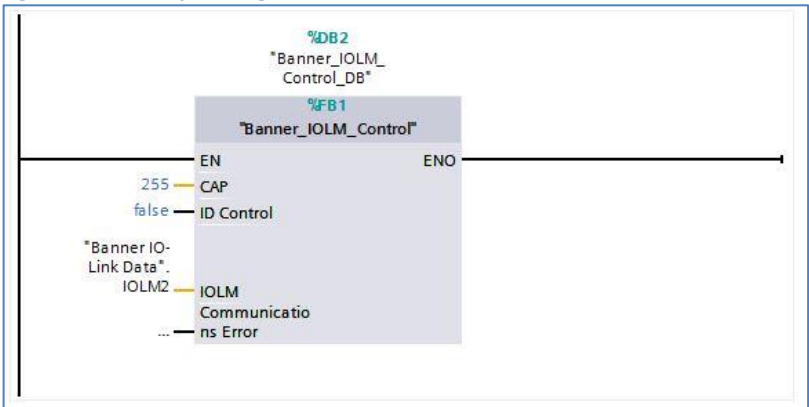 %DB2
"Banner_IOLM_
Control_DB"
%FB1
"Banner_IOLM_Control"
EN ENO
255 CAP
false ID Control
"Banner IO-
Link Data".
IOLM2 IOLM
Communicatio
... ns Error